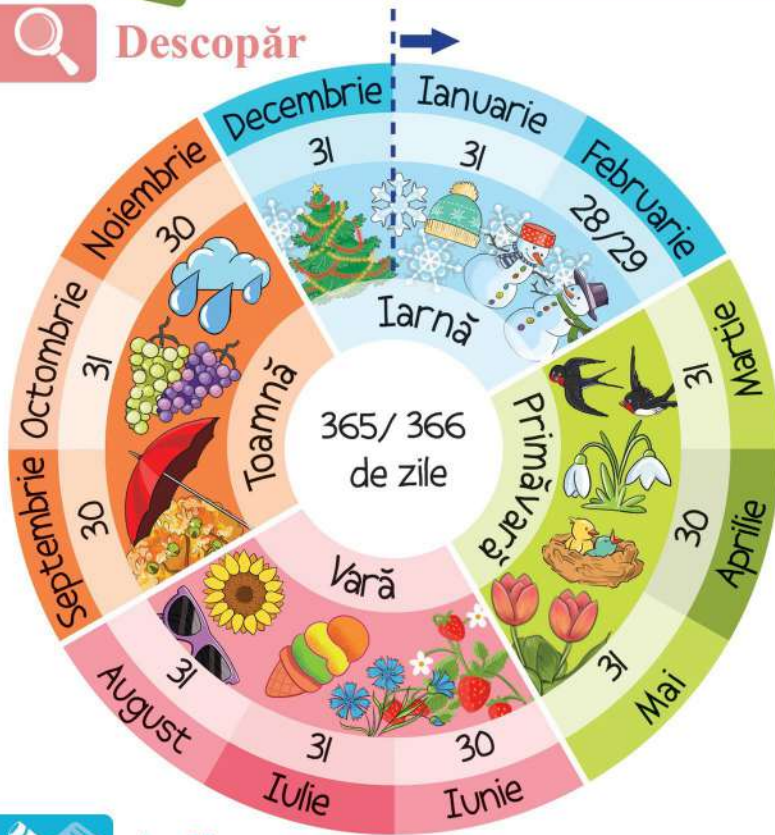 Descopăr
Decembrie
31
Ianuarie
31
Februarie
28/29
Iarnă
Martie
31
Aprilie
30
Mai
31
Primăvară
Iunie
30
Iulie
31
August
31
Vară
Septembrie
30
Octombrie
31
Noiembrie
30
Toamnă
365/ 366
de zile